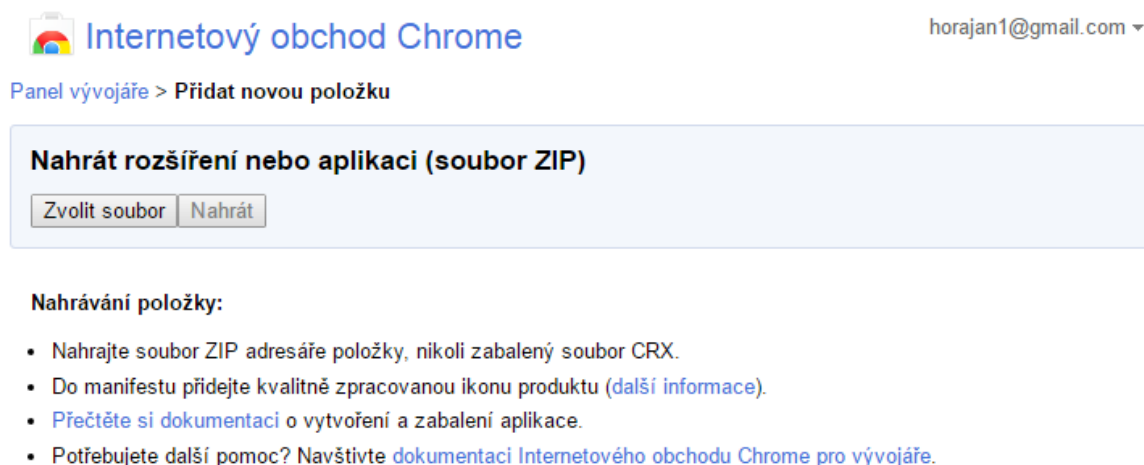 Internetový obchod Chrome
horajan1@gmail.com
Panel vývojáře > Přidat novou položku
Nahrát rozšíření nebo aplikaci (soubor ZIP)
Zvolit soubor Nahrát
Nahrávání položky:
• Nahrajte soubor ZIP adresáře položky, nikoli zabalený soubor CRX.
• Do manifestu přidejte kvalitně zpracovanou ikonu produktu (další informace).
• Přečtěte si dokumentaci o vytvoření a zabalení aplikace.
• Potřebujete další pomoc? Navštivte dokumentaci Internetového obchodu Chrome pro vývojáře.